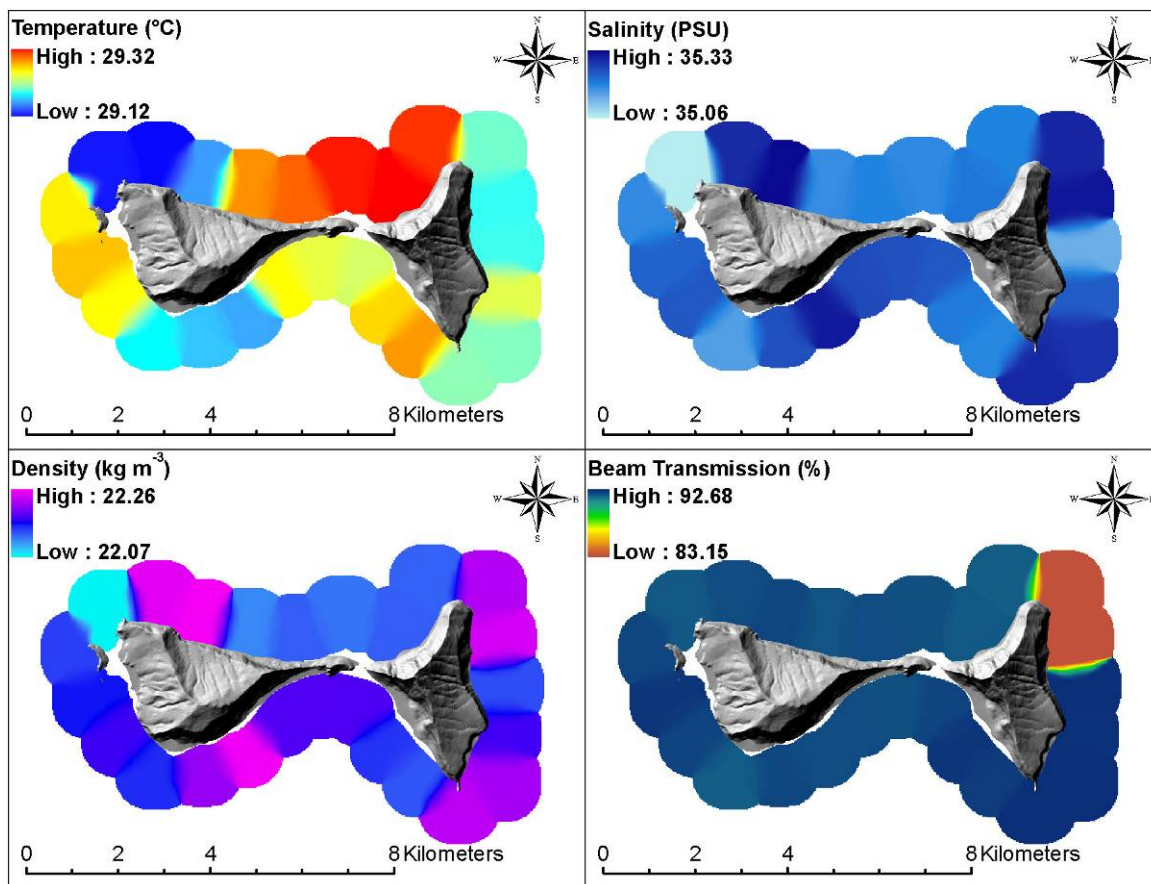 Temperature (°C)
High : 29.32
Low : 29.12
N
W E
S
0 2 4 8 Kilometers
Salinity (PSU)
High : 35.33
Low : 35.06
N
W E
S
0 2 4 8 Kilometers
Density (kg m-3)
High : 22.26
Low : 22.07
N
W E
S
0 2 4 8 Kilometers
Beam Transmission (%)
High : 92.68
Low : 83.15
N
W E
S
0 2 4 8 Kilometers